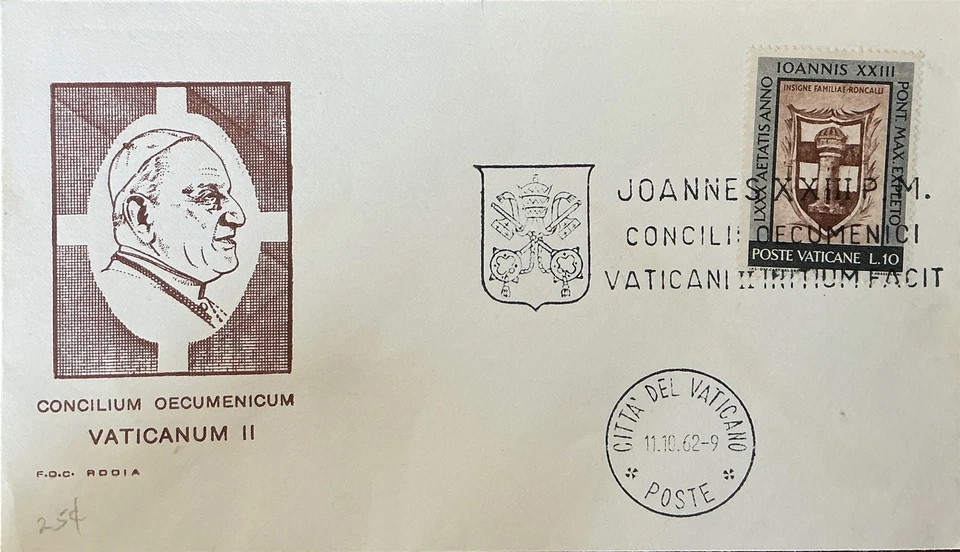 IOANNIS XXIII
LXXX AETATIS ANNO
PONT. MAX. EXPLETO
INSIGNE FAMILIAE RONCALLI
POSTE VATICANE L.10
JOANNES XXIII P. M.
CONCILII OECUMENICI
VATICANI II INITIUM FACIT
CONCILIUM OECUMENICUM
VATICANUM II
F.D.C. RODIA
25¢
CITTÀ DEL VATICANO
11.10.62-9
POSTE